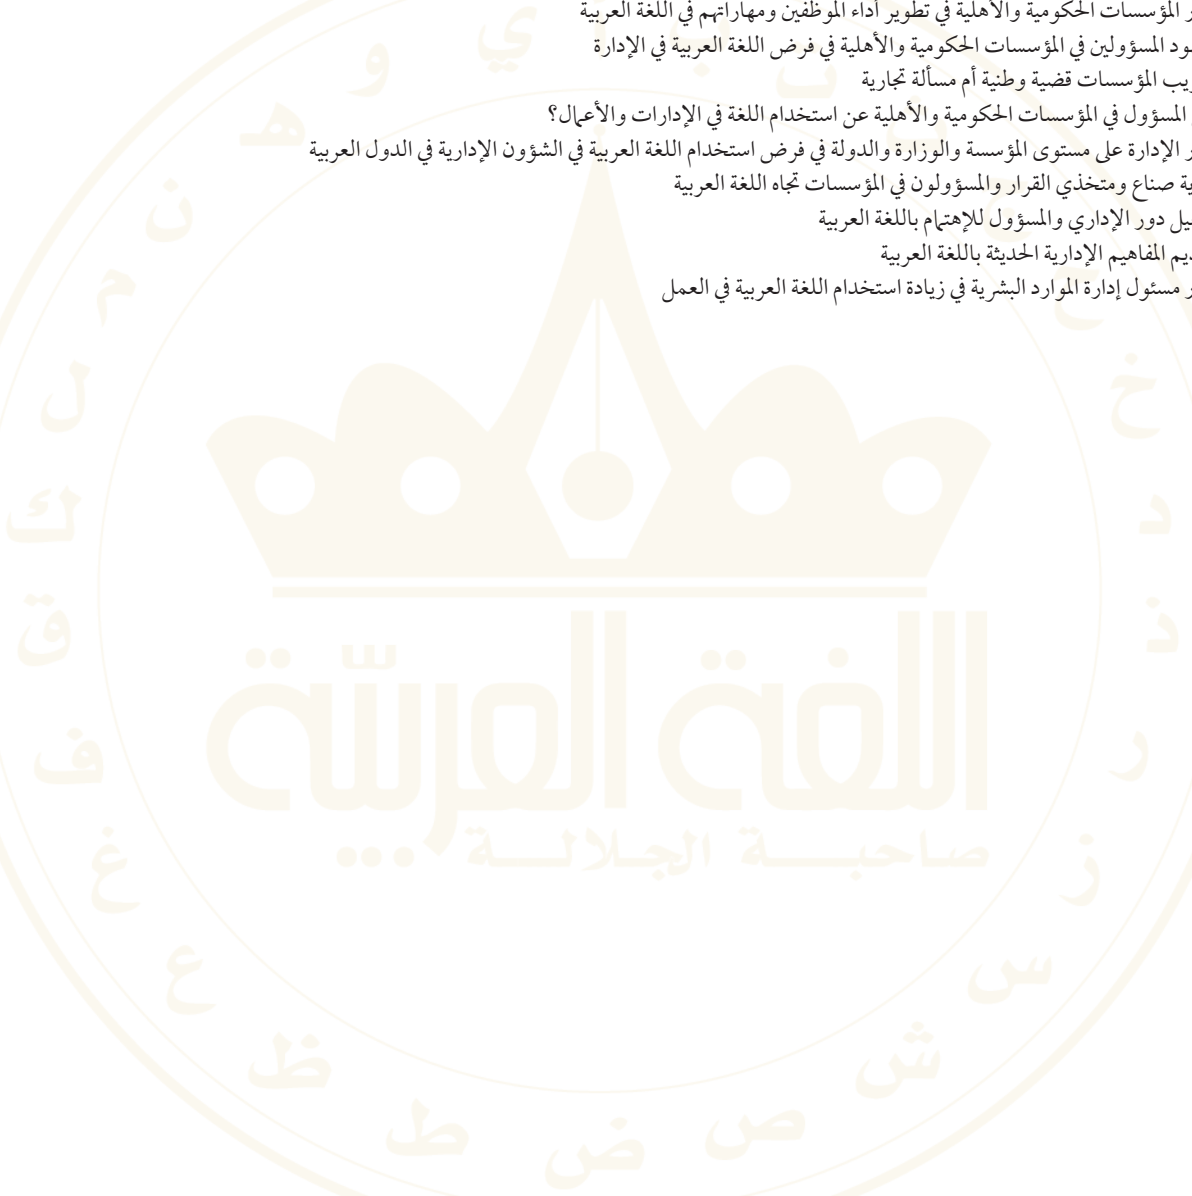 المؤسسات الحكومية والأهلية في تطوير أداء الموظفين ومهاراتهم في اللغة العربية
المسؤولين في المؤسسات الحكومية والأهلية في فرض اللغة العربية في الإدارة
المؤسسات قضية وطنية أم مسألة تجارية
المسؤول في المؤسسات الحكومية والأهلية عن استخدام اللغة في الإدارات والأعمال؟
الإدارة على مستوى المؤسسة والوزارة والدولة في فرض استخدام اللغة العربية في الشؤون الإدارية في الدول العربية
صناع ومتخذي القرار والمسؤولون في المؤسسات تجاه اللغة العربية
دور الإداري والمسؤول للإهتمام باللغة العربية
المفاهيم الإدارية الحديثة باللغة العربية
مسئول إدارة الموارد البشرية في زيادة استخدام اللغة العربية في العمل
اللغة العربية
صاحبة الجلالة